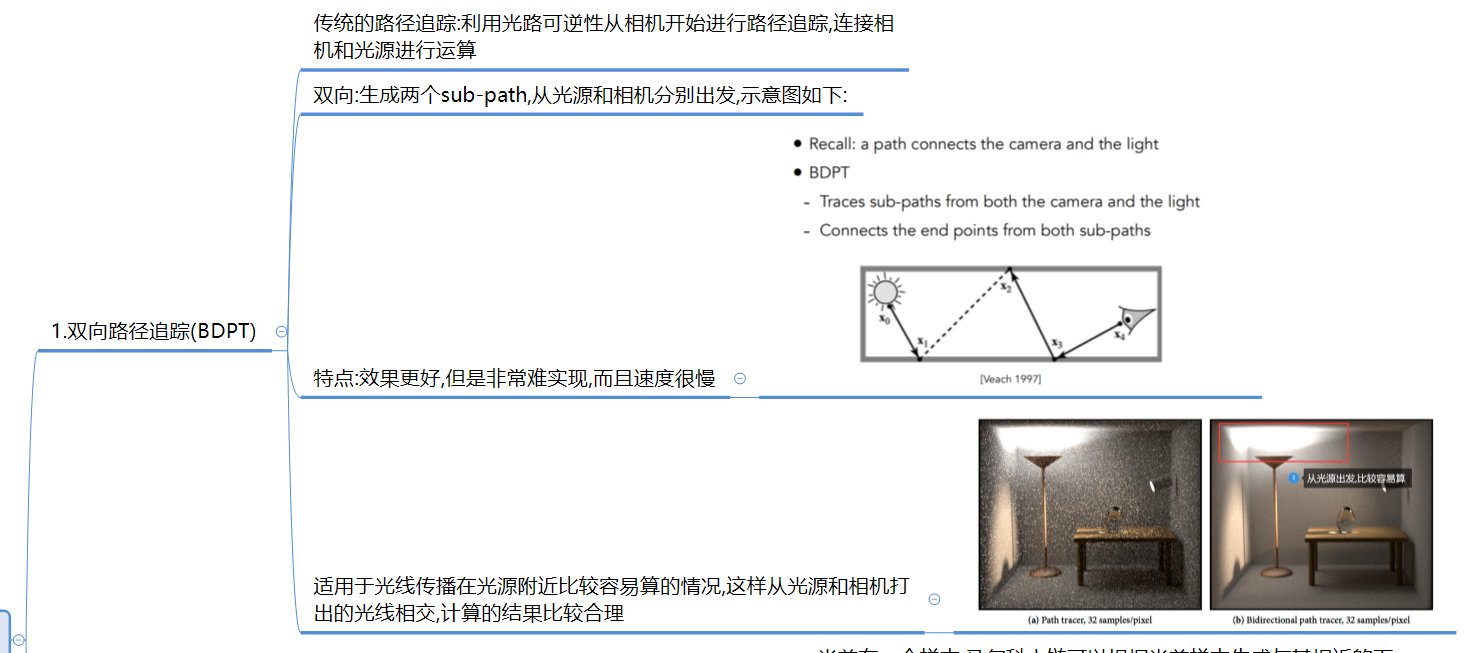 传统的路径追踪:利用光路可逆性从相机开始进行路径追踪,连接相
机和光源进行运算
双向:生成两个sub-path,从光源和相机分别出发,示意图如下:
● Recall: a path connects the camera and the light
● BDPT
- Traces sub-paths from both the camera and the light
- Connects the end points from both sub-paths
x0
x1
x2
x3
x4
[Veach 1997]
1.双向路径追踪(BDPT)
特点:效果更好,但是非常难实现,而且速度很慢
1 从光源出发,比较容易算
适用于光线传播在光源附近比较容易算的情况,这样从光源和相机打
出的光线相交,计算的结果比较合理
(a) Path tracer, 32 samples/pixel
(b) Bidirectional path tracer, 32 samples/pixel